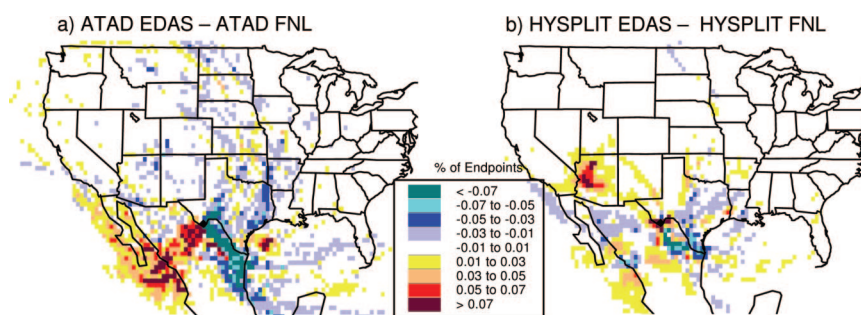 a) ATAD EDAS – ATAD FNL
b) HYSPLIT EDAS – HYSPLIT FNL
% of Endpoints
< -0.07
-0.07 to -0.05
-0.05 to -0.03
-0.03 to -0.01
-0.01 to 0.01
0.01 to 0.03
0.03 to 0.05
0.05 to 0.07
> 0.07